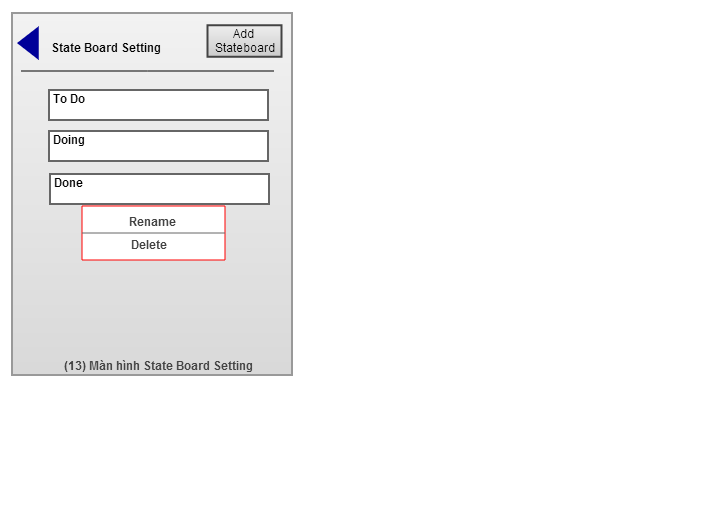 State Board Setting
Add
Stateboard
To Do
Doing
Done
Rename
Delete
(13) Màn hình State Board Setting